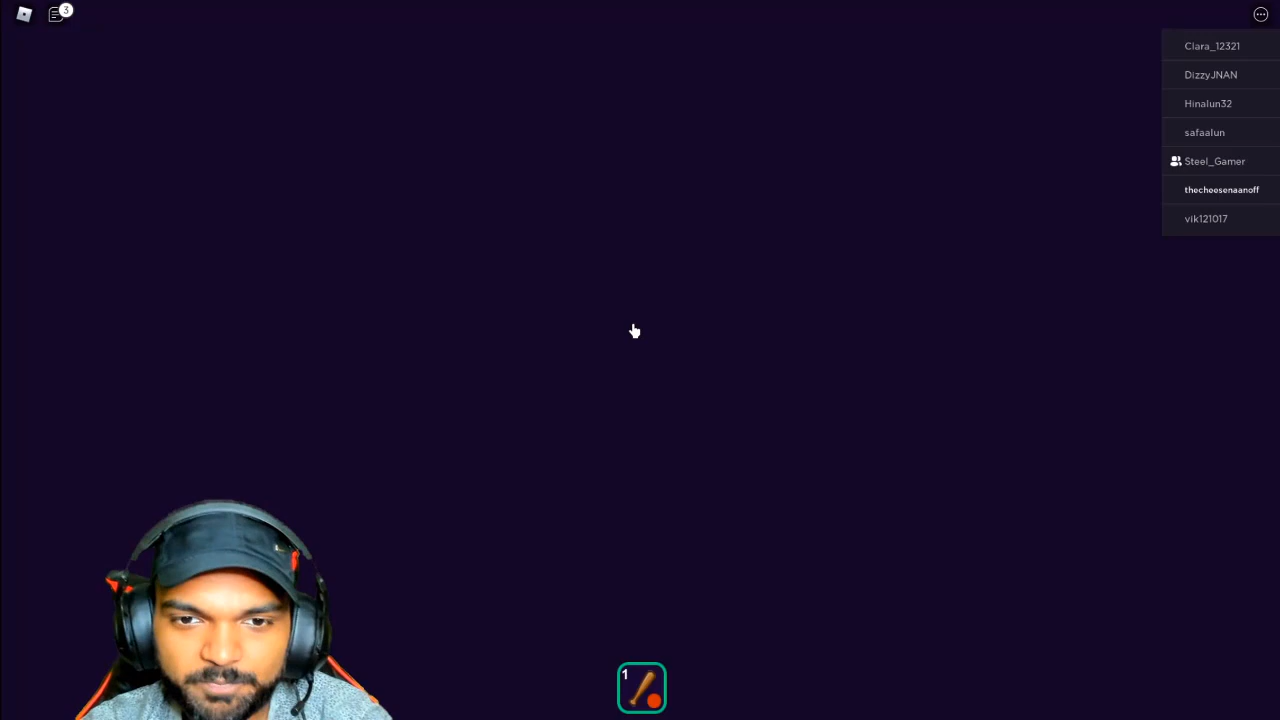 3
Clara_12321
DizzyJNAN
Hinalun32
safaalun
Steel_Gamer
thecheesenaanoff
vik121017
1